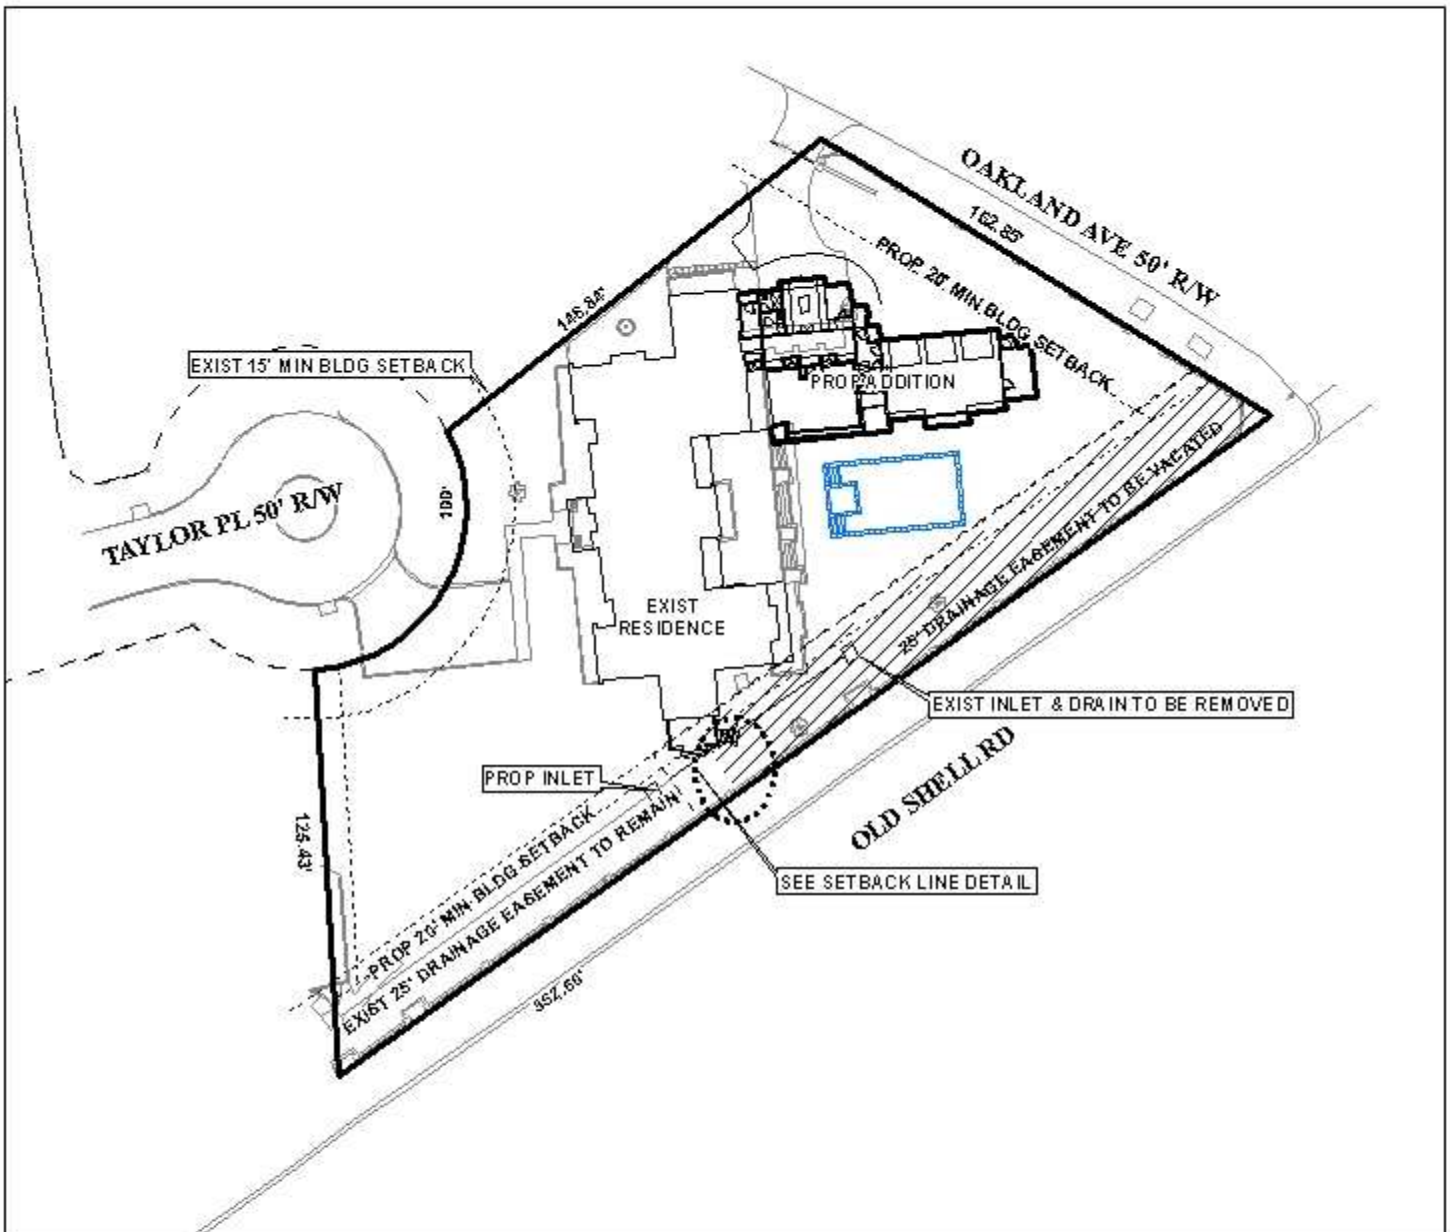 OAKLAND AVE 50' R/W
162.85'
PROP. 20' MIN BLDG SETBACK
146.84'
EXIST 15' MIN BLDG SETBACK
PROP ADDITION
100'
TAYLOR PL 50' R/W
25' DRAINAGE EASEMENT TO BE VACATED
EXIST
RESIDENCE
EXIST INLET & DRAIN TO BE REMOVED
PROP INLET
OLD SHELL RD
125.43'
PROP 20' MIN BLDG SETBACK
EXIST 25' DRAINAGE EASEMENT TO REMAIN
SEE SETBACK LINE DETAIL
352.66'